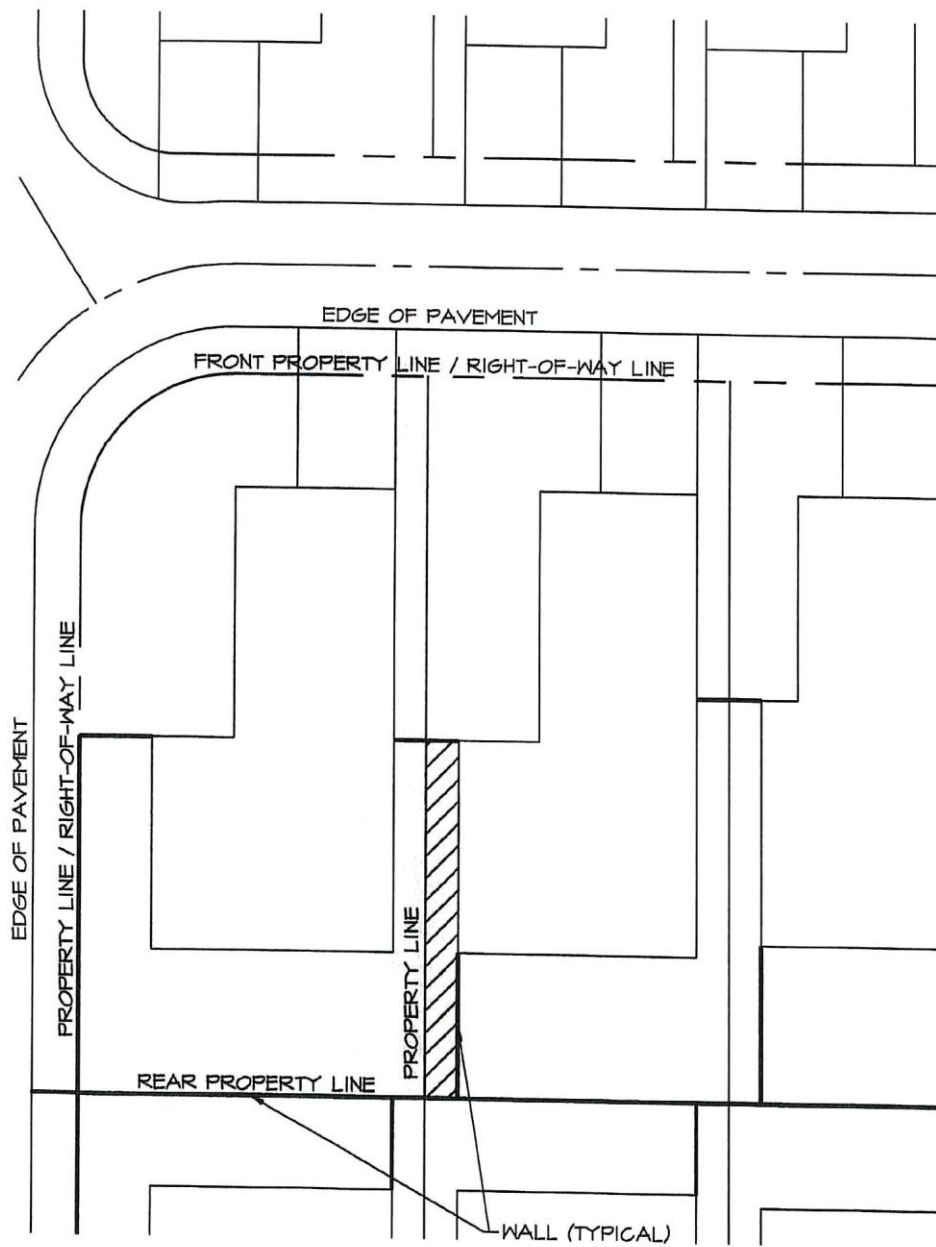 EDGE OF PAVEMENT
FRONT PROPERTY LINE / RIGHT-OF-WAY LINE
EDGE OF PAVEMENT
PROPERTY LINE / RIGHT-OF-WAY LINE
PROPERTY LINE
REAR PROPERTY LINE
WALL (TYPICAL)